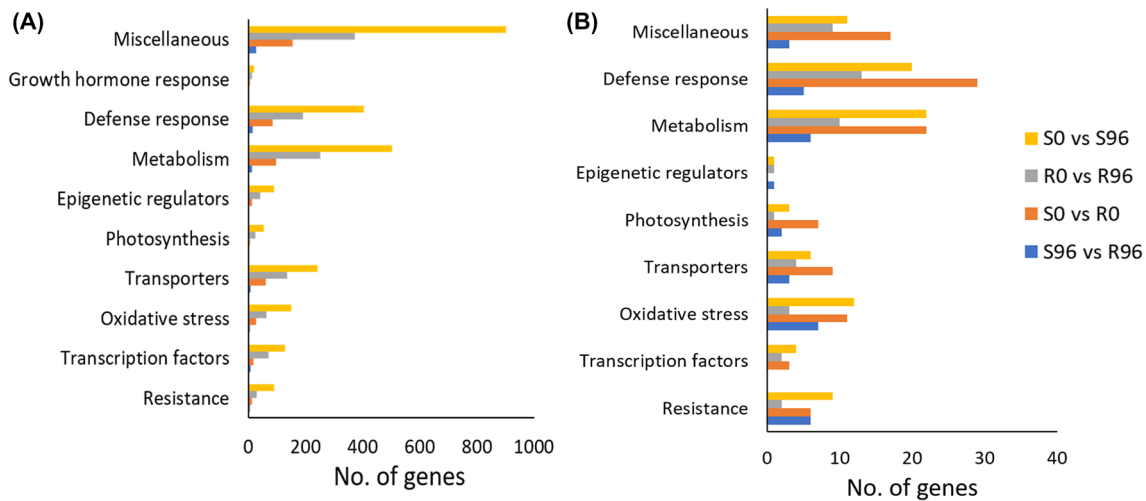 (A)
Miscellaneous
Growth hormone response
Defense response
Metabolism
Epigenetic regulators
Photosynthesis
Transporters
Oxidative stress
Transcription factors
Resistance
0 200 400 600 800 1000
No. of genes
(B)
Miscellaneous
Defense response
Metabolism
Epigenetic regulators
Photosynthesis
Transporters
Oxidative stress
Transcription factors
Resistance
0 10 20 30 40
No. of genes
S0 vs S96
R0 vs R96
S0 vs R0
S96 vs R96